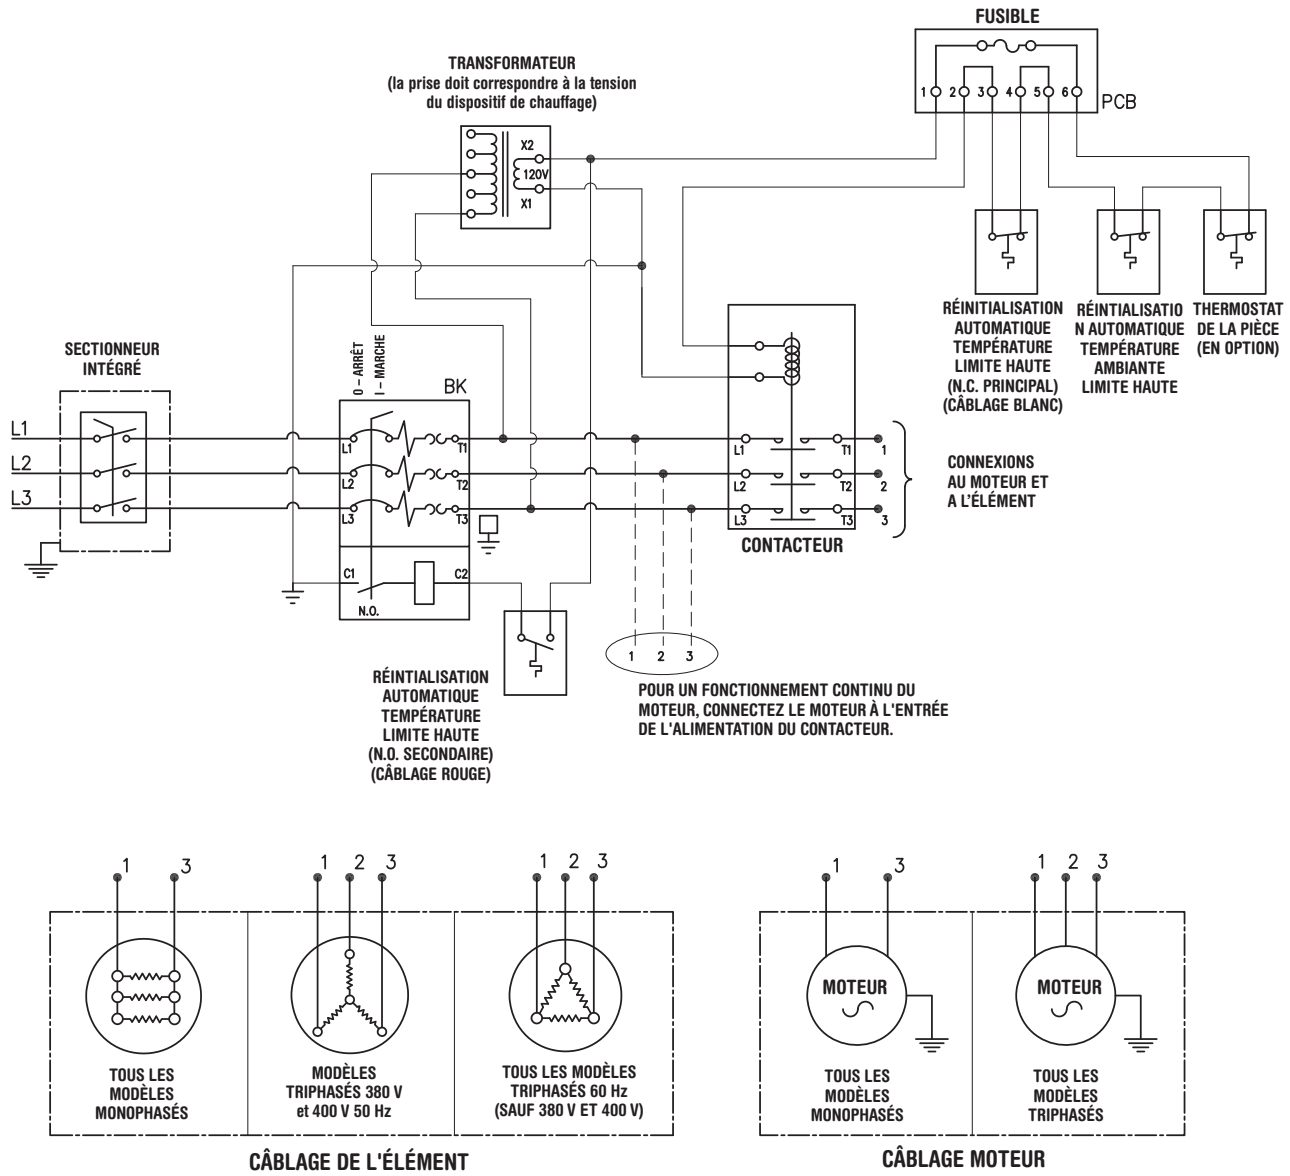 FUSIBLE
1 2 3 4 5 6
PCB
TRANSFORMATEUR
(la prise doit correspondre à la tension
du dispositif de chauffage)
X2
120V
X1
RÉINITIALISATION
AUTOMATIQUE
TEMPÉRATURE
LIMITE HAUTE
(N.C. PRINCIPAL)
(CÂBLAGE BLANC)
RÉINTIALISATIO
N AUTOMATIQUE
TEMPÉRATURE
AMBIANTE
LIMITE HAUTE
THERMOSTAT
DE LA PIÈCE
(EN OPTION)
SECTIONNEUR
INTÉGRÉ
L1
L2
L3
O – ARRÊT
I – MARCHE
BK
L1
L2
L3
T1
T2
T3
C1
C2
N.O.
L1
L2
L3
T1
T2
T3
1
2
3
CONTACTEUR
CONNEXIONS
AU MOTEUR ET
A L'ÉLÉMENT
RÉINTIALISATION
AUTOMATIQUE
TEMPÉRATURE
LIMITE HAUTE
(N.O. SECONDAIRE)
(CÂBLAGE ROUGE)
1 2 3
POUR UN FONCTIONNEMENT CONTINU DU
MOTEUR, CONNECTEZ LE MOTEUR À L'ENTRÉE
DE L'ALIMENTATION DU CONTACTEUR.
1 3
TOUS LES
MODÈLES
MONOPHASÉS
1 2 3
MODÈLES
TRIPHASÉS 380 V
et 400 V 50 Hz
1 2 3
TOUS LES MODÈLES
TRIPHASÉS 60 Hz
(SAUF 380 V ET 400 V)
CÂBLAGE DE L'ÉLÉMENT
1 3
MOTEUR
TOUS LES
MODÈLES
MONOPHASÉS
1 2 3
MOTEUR
TOUS LES
MODÈLES
TRIPHASÉS
CÂBLAGE MOTEUR